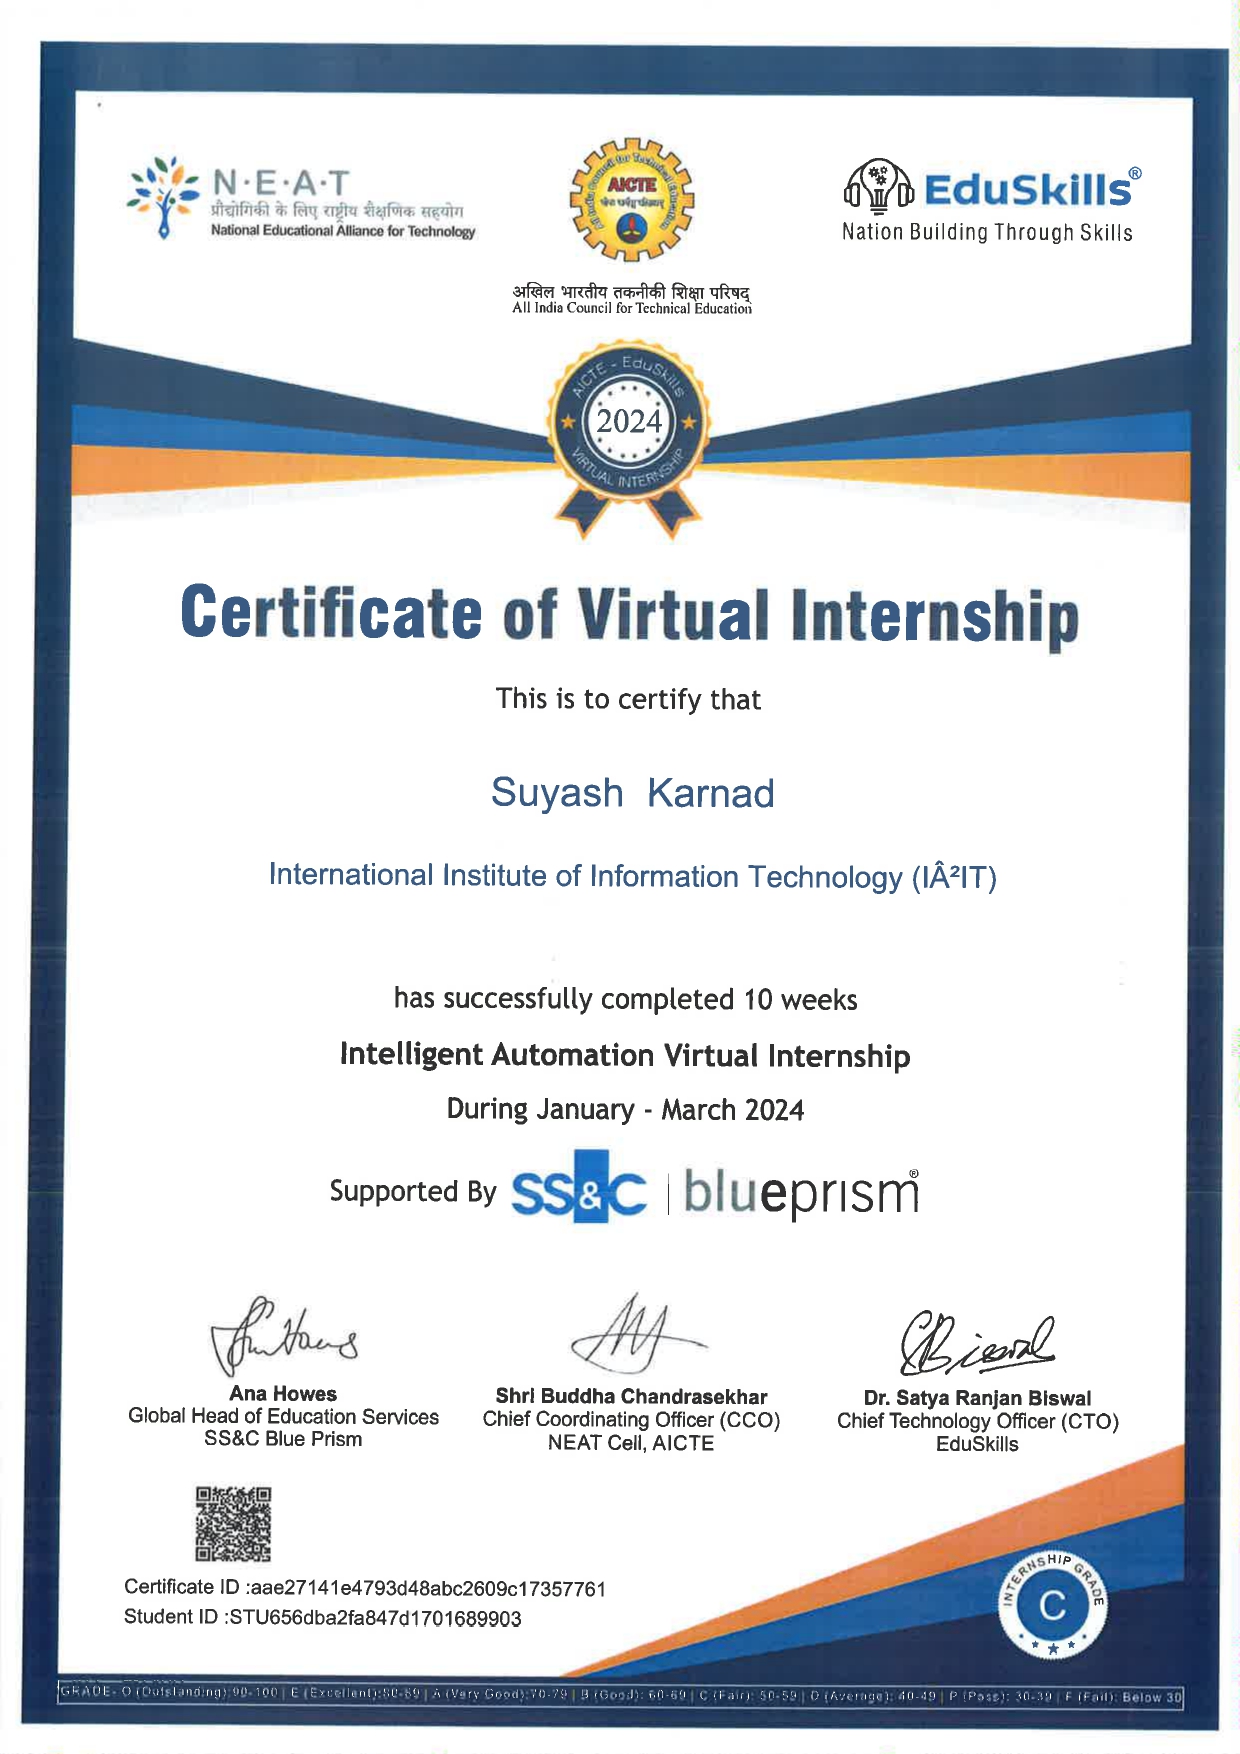 N·E·A·T
प्रौद्योगिकी के लिए राष्ट्रीय शैक्षणिक सहयोग
National Educational Alliance for Technology
All India Council for Technical Education
AICTE
अखिल भारतीय तकनीकी शिक्षा परिषद्
All India Council for Technical Education
EduSkills®
Nation Building Through Skills
AICTE - EduSkills
2024
VIRTUAL INTERNSHIP
Certificate of Virtual Internship
This is to certify that
Suyash Karnad
International Institute of Information Technology (IÂ²IT)
has successfully completed 10 weeks
Intelligent Automation Virtual Internship
During January - March 2024
Supported By SS&C | blueprism®
Ana Howes
Global Head of Education Services
SS&C Blue Prism
Shri Buddha Chandrasekhar
Chief Coordinating Officer (CCO)
NEAT Cell, AICTE
Dr. Satya Ranjan Biswal
Chief Technology Officer (CTO)
EduSkills
Certificate ID :aae27141e4793d48abc2609c17357761
Student ID :STU656dba2fa847d1701689903
INTERNSHIP GRADE
C
GRADE- O (Outstanding):90-100 | E (Excellent):80-89 | A (Very Good):70-79 | B (Good): 60-69 | C (Fair): 50-59 | D (Average): 40-49 | P (Pass): 30-39 | F (Fail): Below 30